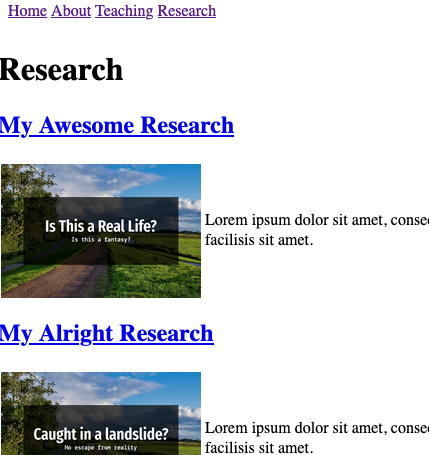 Home About Teaching Research
Research
My Awesome Research
Is This a Real Life?
Is this a fantasy?
Lorem ipsum dolor sit amet,
facilisis sit amet.
My Alright Research
Caught in a landslide?
No escape from reality
Lorem ipsum dolor sit amet,
facilisis sit amet.